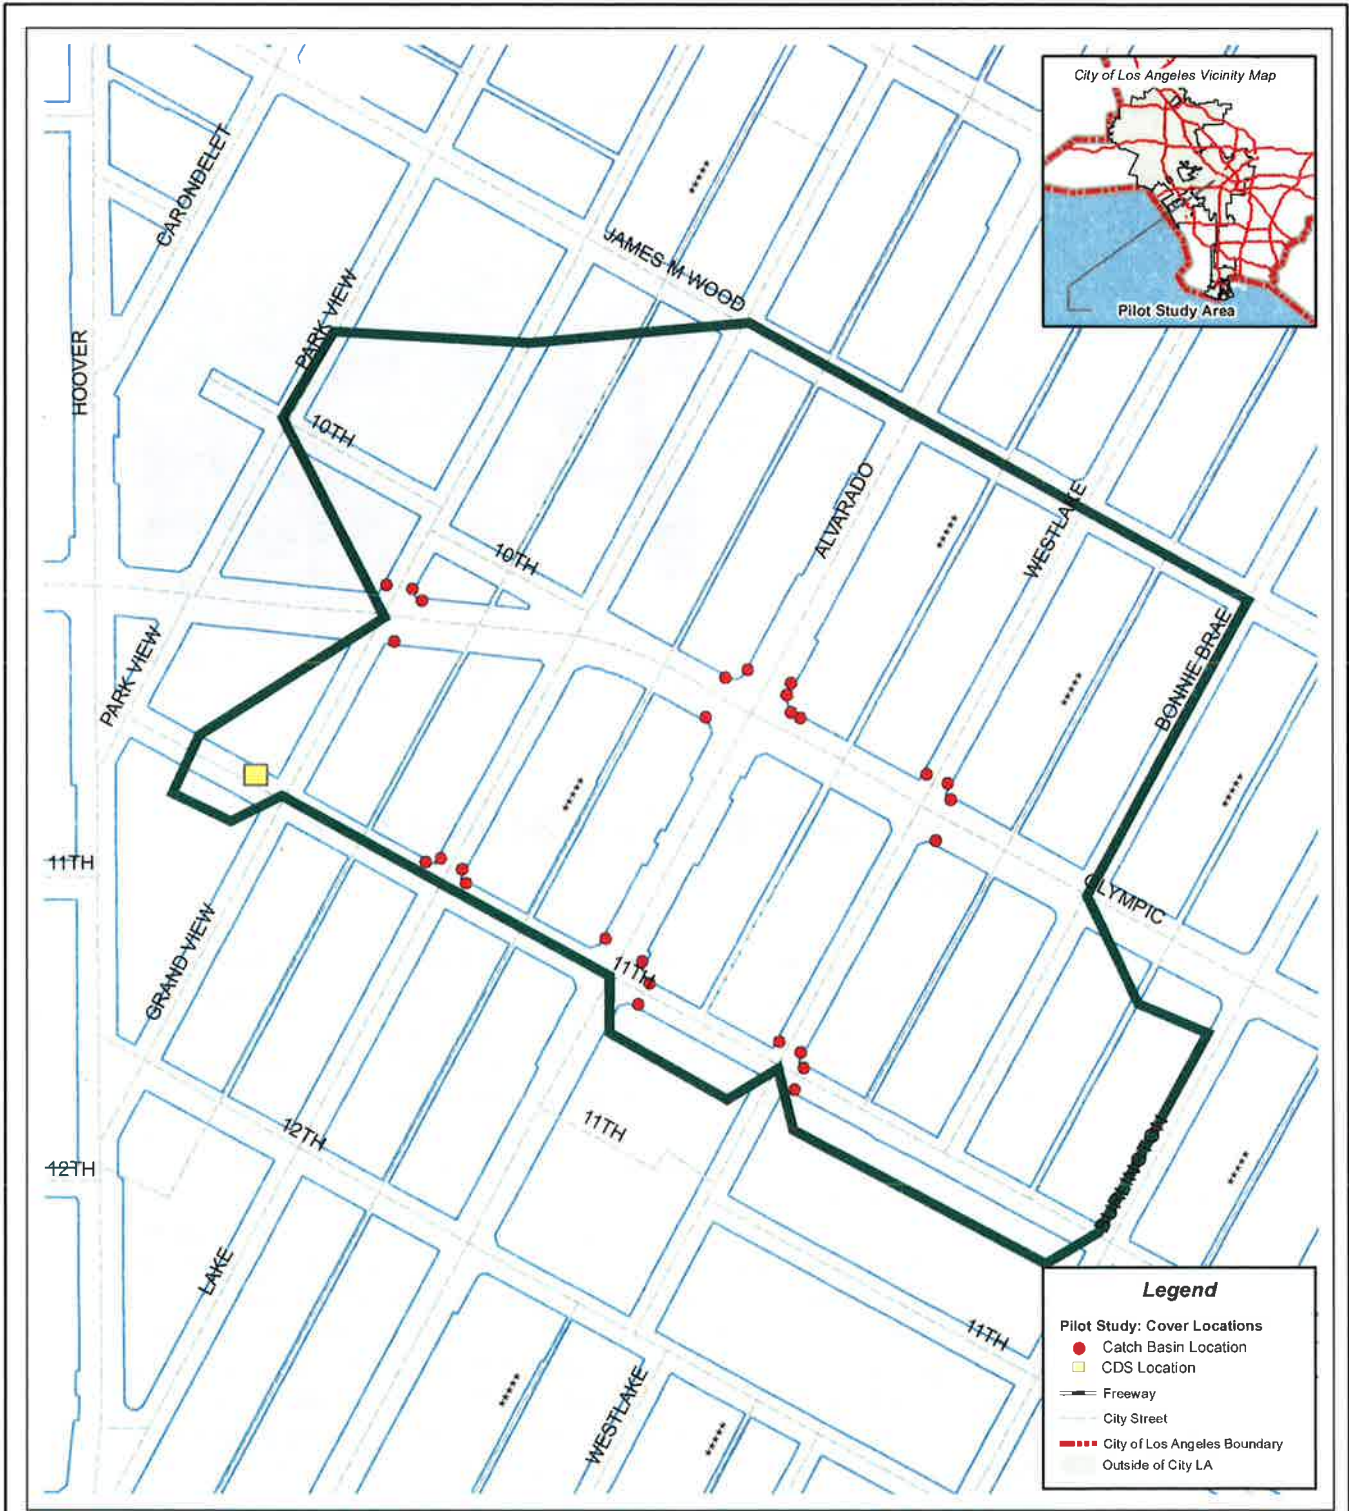 City of Los Angeles Vicinity Map
Pilot Study Area
CARONDELET
JAMES M WOOD
PARK VIEW
HOOVER
10TH
ALVARADO
WESTLAKE
10TH
BONNIE BRAE
PARK VIEW
11TH
OLYMPIC
GRAND VIEW
11TH
11TH
12TH
12TH
BURLINGTON
LAKE
11TH
WESTLAKE
Legend
Pilot Study: Cover Locations
Catch Basin Location
CDS Location
Freeway
City Street
City of Los Angeles Boundary
Outside of City LA